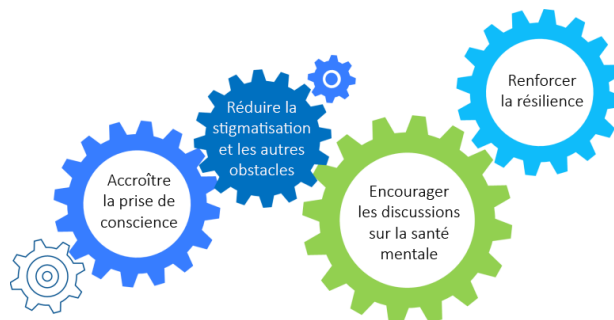 Accroître
la prise de
conscience
Réduire la
stigmatisation
et les autres
obstacles
Encourager
les discussions
sur la santé
mentale
Renforcer
la résilience